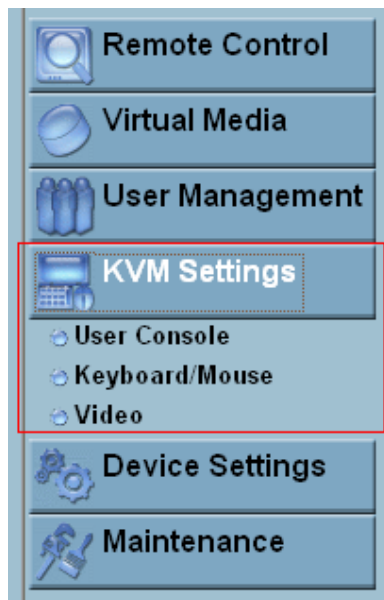 Remote Control
Virtual Media
User Management
KVM Settings
User Console
Keyboard/Mouse
Video
Device Settings
Maintenance